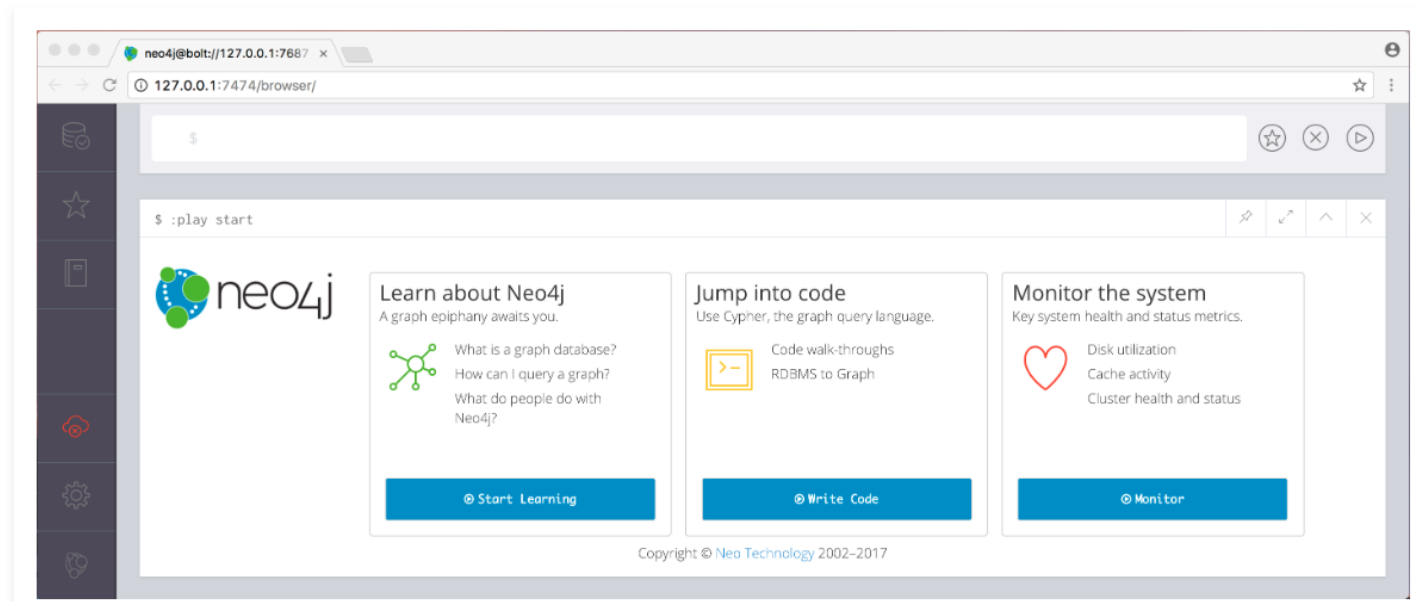 neo4j@bolt://127.0.0.1:7687 ×
127.0.0.1:7474/browser/
$
$ :play start
neo4j
Learn about Neo4j
A graph epiphany awaits you.
What is a graph database?
How can I query a graph?
What do people do with
Neo4j?
Start Learning
Jump into code
Use Cypher, the graph query language.
Code walk-throughs
RDBMS to Graph
Write Code
Monitor the system
Key system health and status metrics.
Disk utilization
Cache activity
Cluster health and status
Monitor
Copyright © Neo Technology 2002–2017